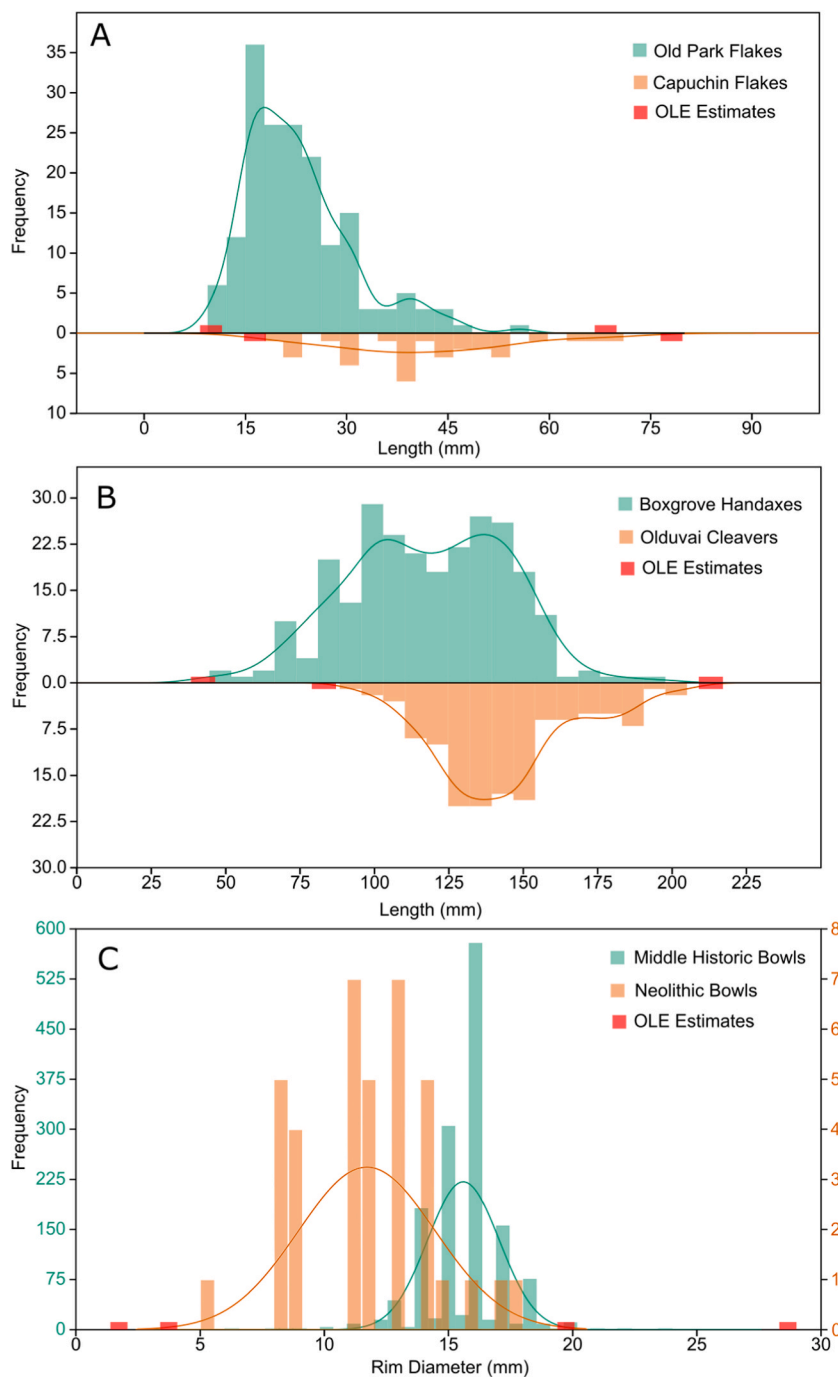 A
Old Park Flakes
Capuchin Flakes
OLE Estimates
Frequency
35
30
25
20
15
10
5
0
5
10
0 15 30 45 60 75 90
Length (mm)
B
Boxgrove Handaxes
Olduvai Cleavers
OLE Estimates
Frequency
30.0
22.5
15.0
7.5
0.0
7.5
15.0
22.5
30.0
0 25 50 75 100 125 150 175 200 225
Length (mm)
C
Middle Historic Bowls
Neolithic Bowls
OLE Estimates
Frequency
600 8
525 7
450 6
375 5
300 4
225 3
150 2
75 1
0 0
0 5 10 15 20 25 30
Rim Diameter (mm)